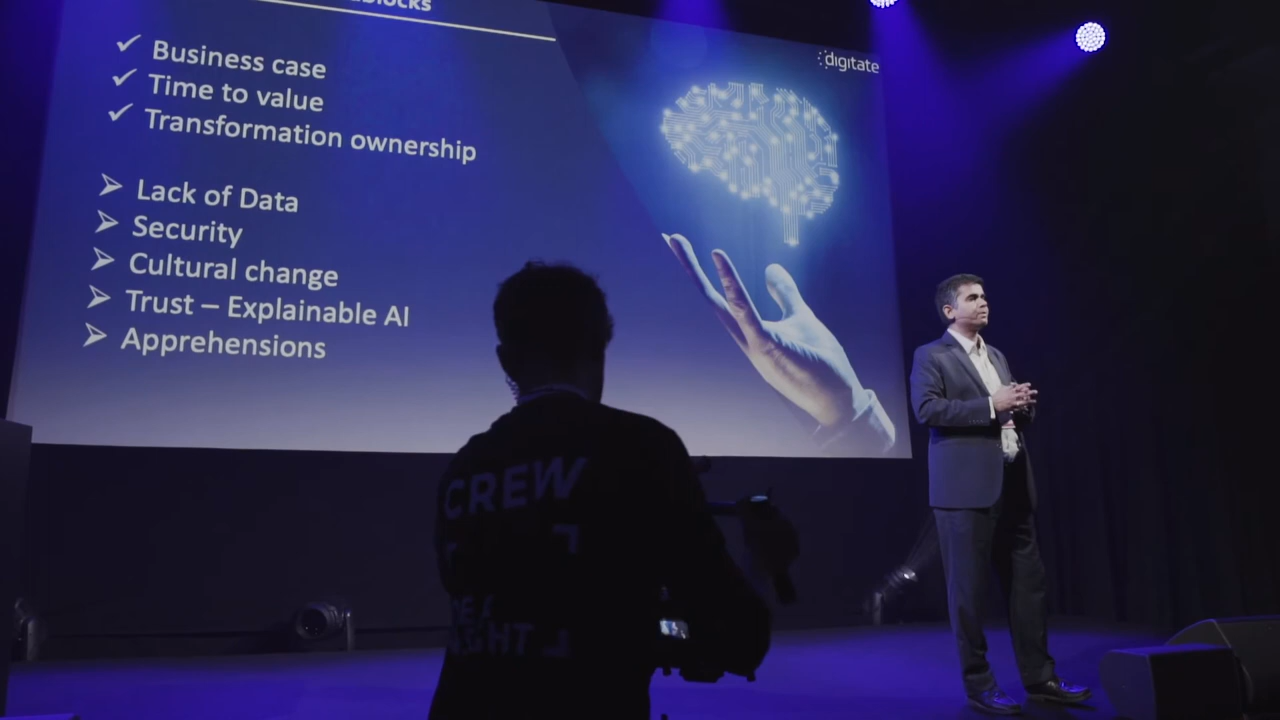 digitate
Business case
Time to value
Transformation ownership
Lack of Data
Security
Cultural change
Trust – Explainable AI
Apprehensions
CREW